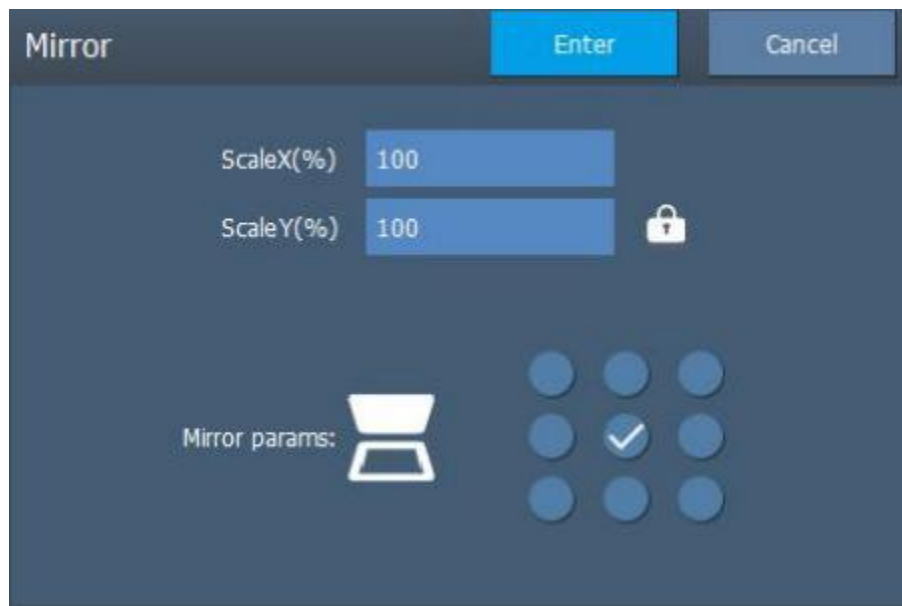 Mirror Enter Cancel
ScaleX(%) 100
ScaleY(%) 100
Mirror params: